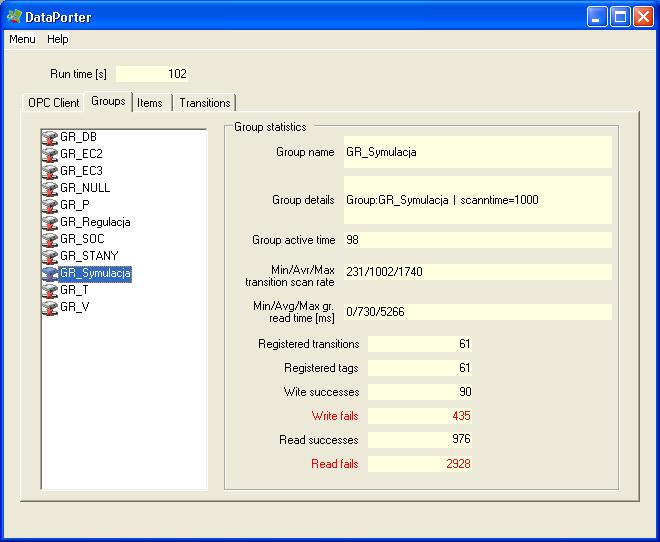 DataPorter
Menu Help
Run time [s] 102
OPC Client Groups Items Transitions
GR_DB
GR_EC2
GR_EC3
GR_NULL
GR_P
GR_Regulacja
GR_SOC
GR_STANY
GR_Symulacja
GR_T
GR_V
Group statistics
Group name GR_Symulacja
Group details Group:GR_Symulacja | scanntime=1000
Group active time 98
Min/Avr/Max
transition scan rate 231/1002/1740
Min/Avg/Max gr.
read time [ms] 0/730/5266
Registered transitions 61
Registered tags 61
Wite successes 90
Write fails 435
Read successes 976
Read fails 2928